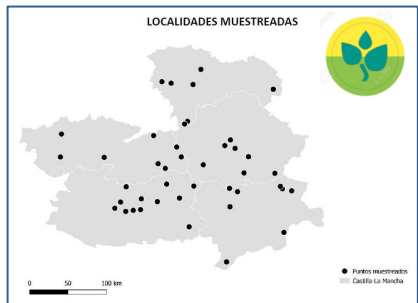 LOCALIDADES MUESTREADAS
0 50 100 km
Puntos muestreados
Castilla-La Mancha